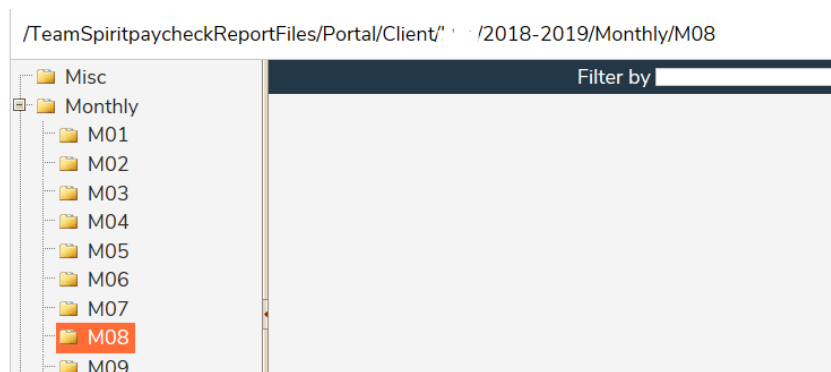 /TeamSpiritpaycheckReportFiles/Portal/Client/ /2018-2019/Monthly/M08
Misc
Filter by
Monthly
M01
M02
M03
M04
M05
M06
M07
M08
M09